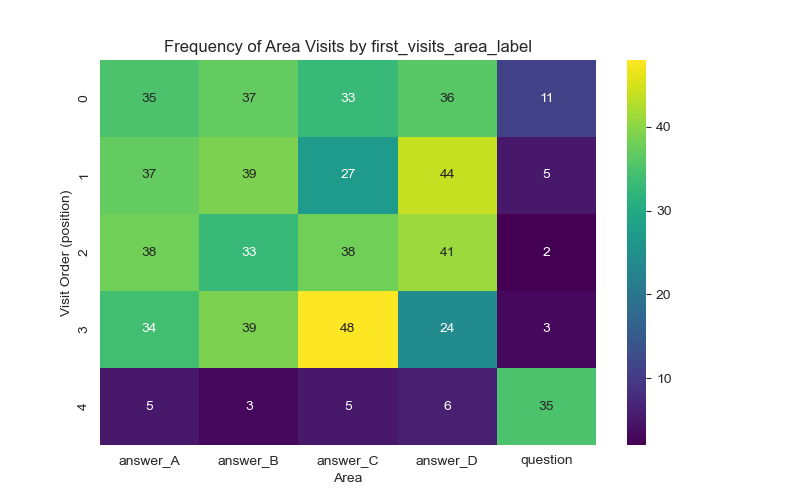 Frequency of Area Visits by first_visits_area_label
0 35 37 33 36 11
1 37 39 27 44 5
2 38 33 38 41 2
3 34 39 48 24 3
4 5 3 5 6 35
answer_A answer_B answer_C answer_D question
Area
Visit Order (position)
40
30
20
10